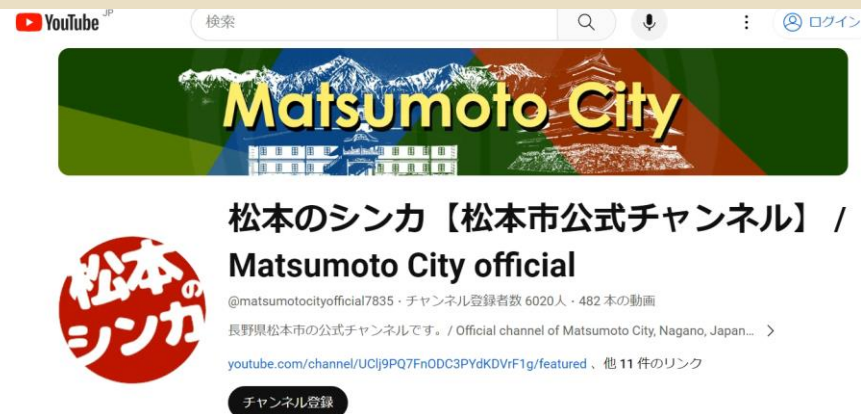 YouTube JP
検索
ログイン
Matsumoto City
松本のシンカ【松本市公式チャンネル】 /
Matsumoto City official
松本の
シンカ
@matsumotocityofficial7835・チャンネル登録者数 6020人・482 本の動画
長野県松本市の公式チャンネルです。/ Official channel of Matsumoto City, Nagano, Japan...
youtube.com/channel/UClj9PQ7FnODC3PYdKDVrF1g/featured 、他 11 件のリンク
チャンネル登録